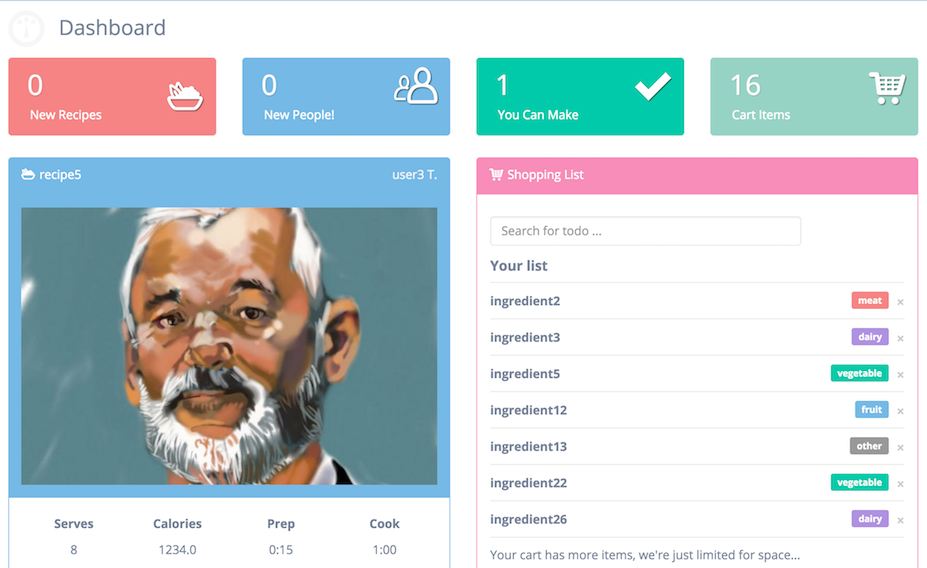 Dashboard
0
New Recipes
0
New People!
1
You Can Make
16
Cart Items
recipe5
user3 T.
Serves Calories Prep Cook
8 1234.0 0:15 1:00
Shopping List
Search for todo ...
Your list
ingredient2 meat ×
ingredient3 dairy ×
ingredient5 vegetable ×
ingredient12 fruit ×
ingredient13 other ×
ingredient22 vegetable ×
ingredient26 dairy ×
Your cart has more items, we're just limited for space...